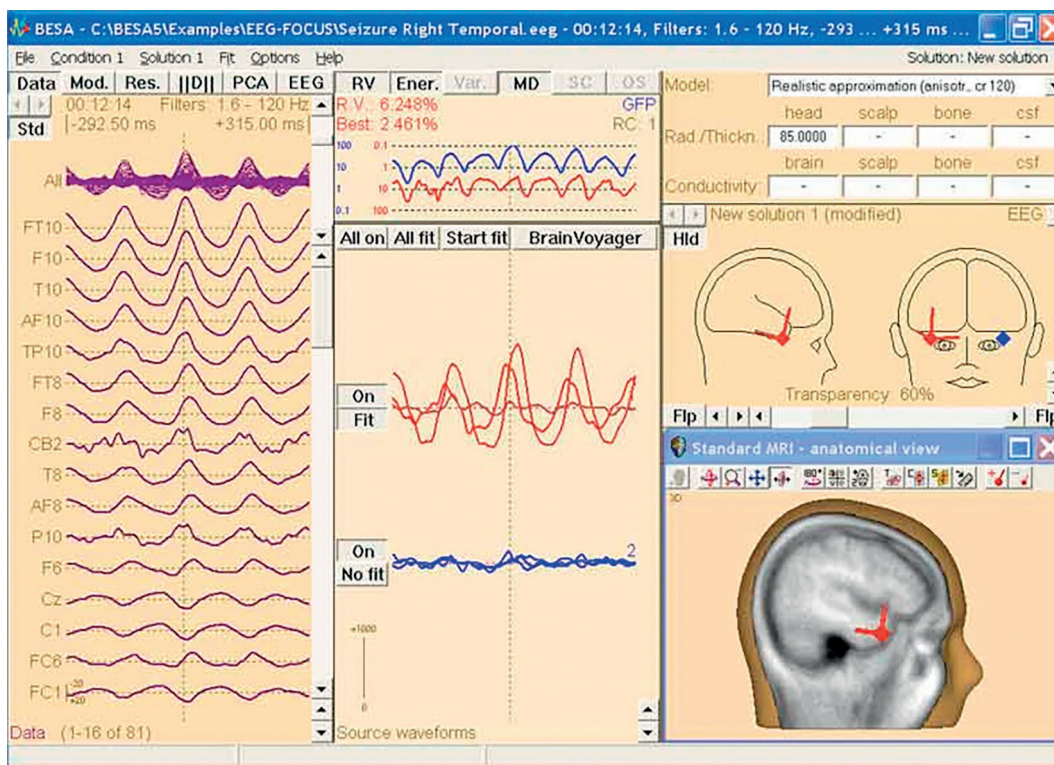 BESA - C:\BESA5\Examples\EEG-FOCUS\Seizure Right Temporal.eeg - 00:12:14, Filters: 1.6 - 120 Hz, -293 ... +315 ms ...
File Condition 1 Solution 1 Fit Options Help Solution: New solution
Data Mod. Res. ||D|| PCA EEG
00:12:14 Filters: 1.6 - 120 Hz
Std -292.50 ms +315.00 ms
All
FT10
F10
T10
AF10
TP10
FT8
F8
CB2
T8
AF8
P10
F6
Cz
C1
FC6
FC1 -20
+20
Data (1-16 of 81)
RV Ener. Var. MD SC OS
R.V.: 6.248% GFP
Best: 2.461% RC: 1
100 0.1
10 1
1 10
0.1 100
All on All fit Start fit BrainVoyager
On
Fit
On 2
No fit
+1000
0
Source waveforms
Model: Realistic approximation (anisotr., cr 120)
head scalp bone csf
Rad./Thickn. 85.0000 - - -
brain scalp bone csf
Conductivity: - - - -
New solution 1 (modified) EEG
Hld
Transparency: 60%
Flp Flp
Standard MRI - anatomical view
3D